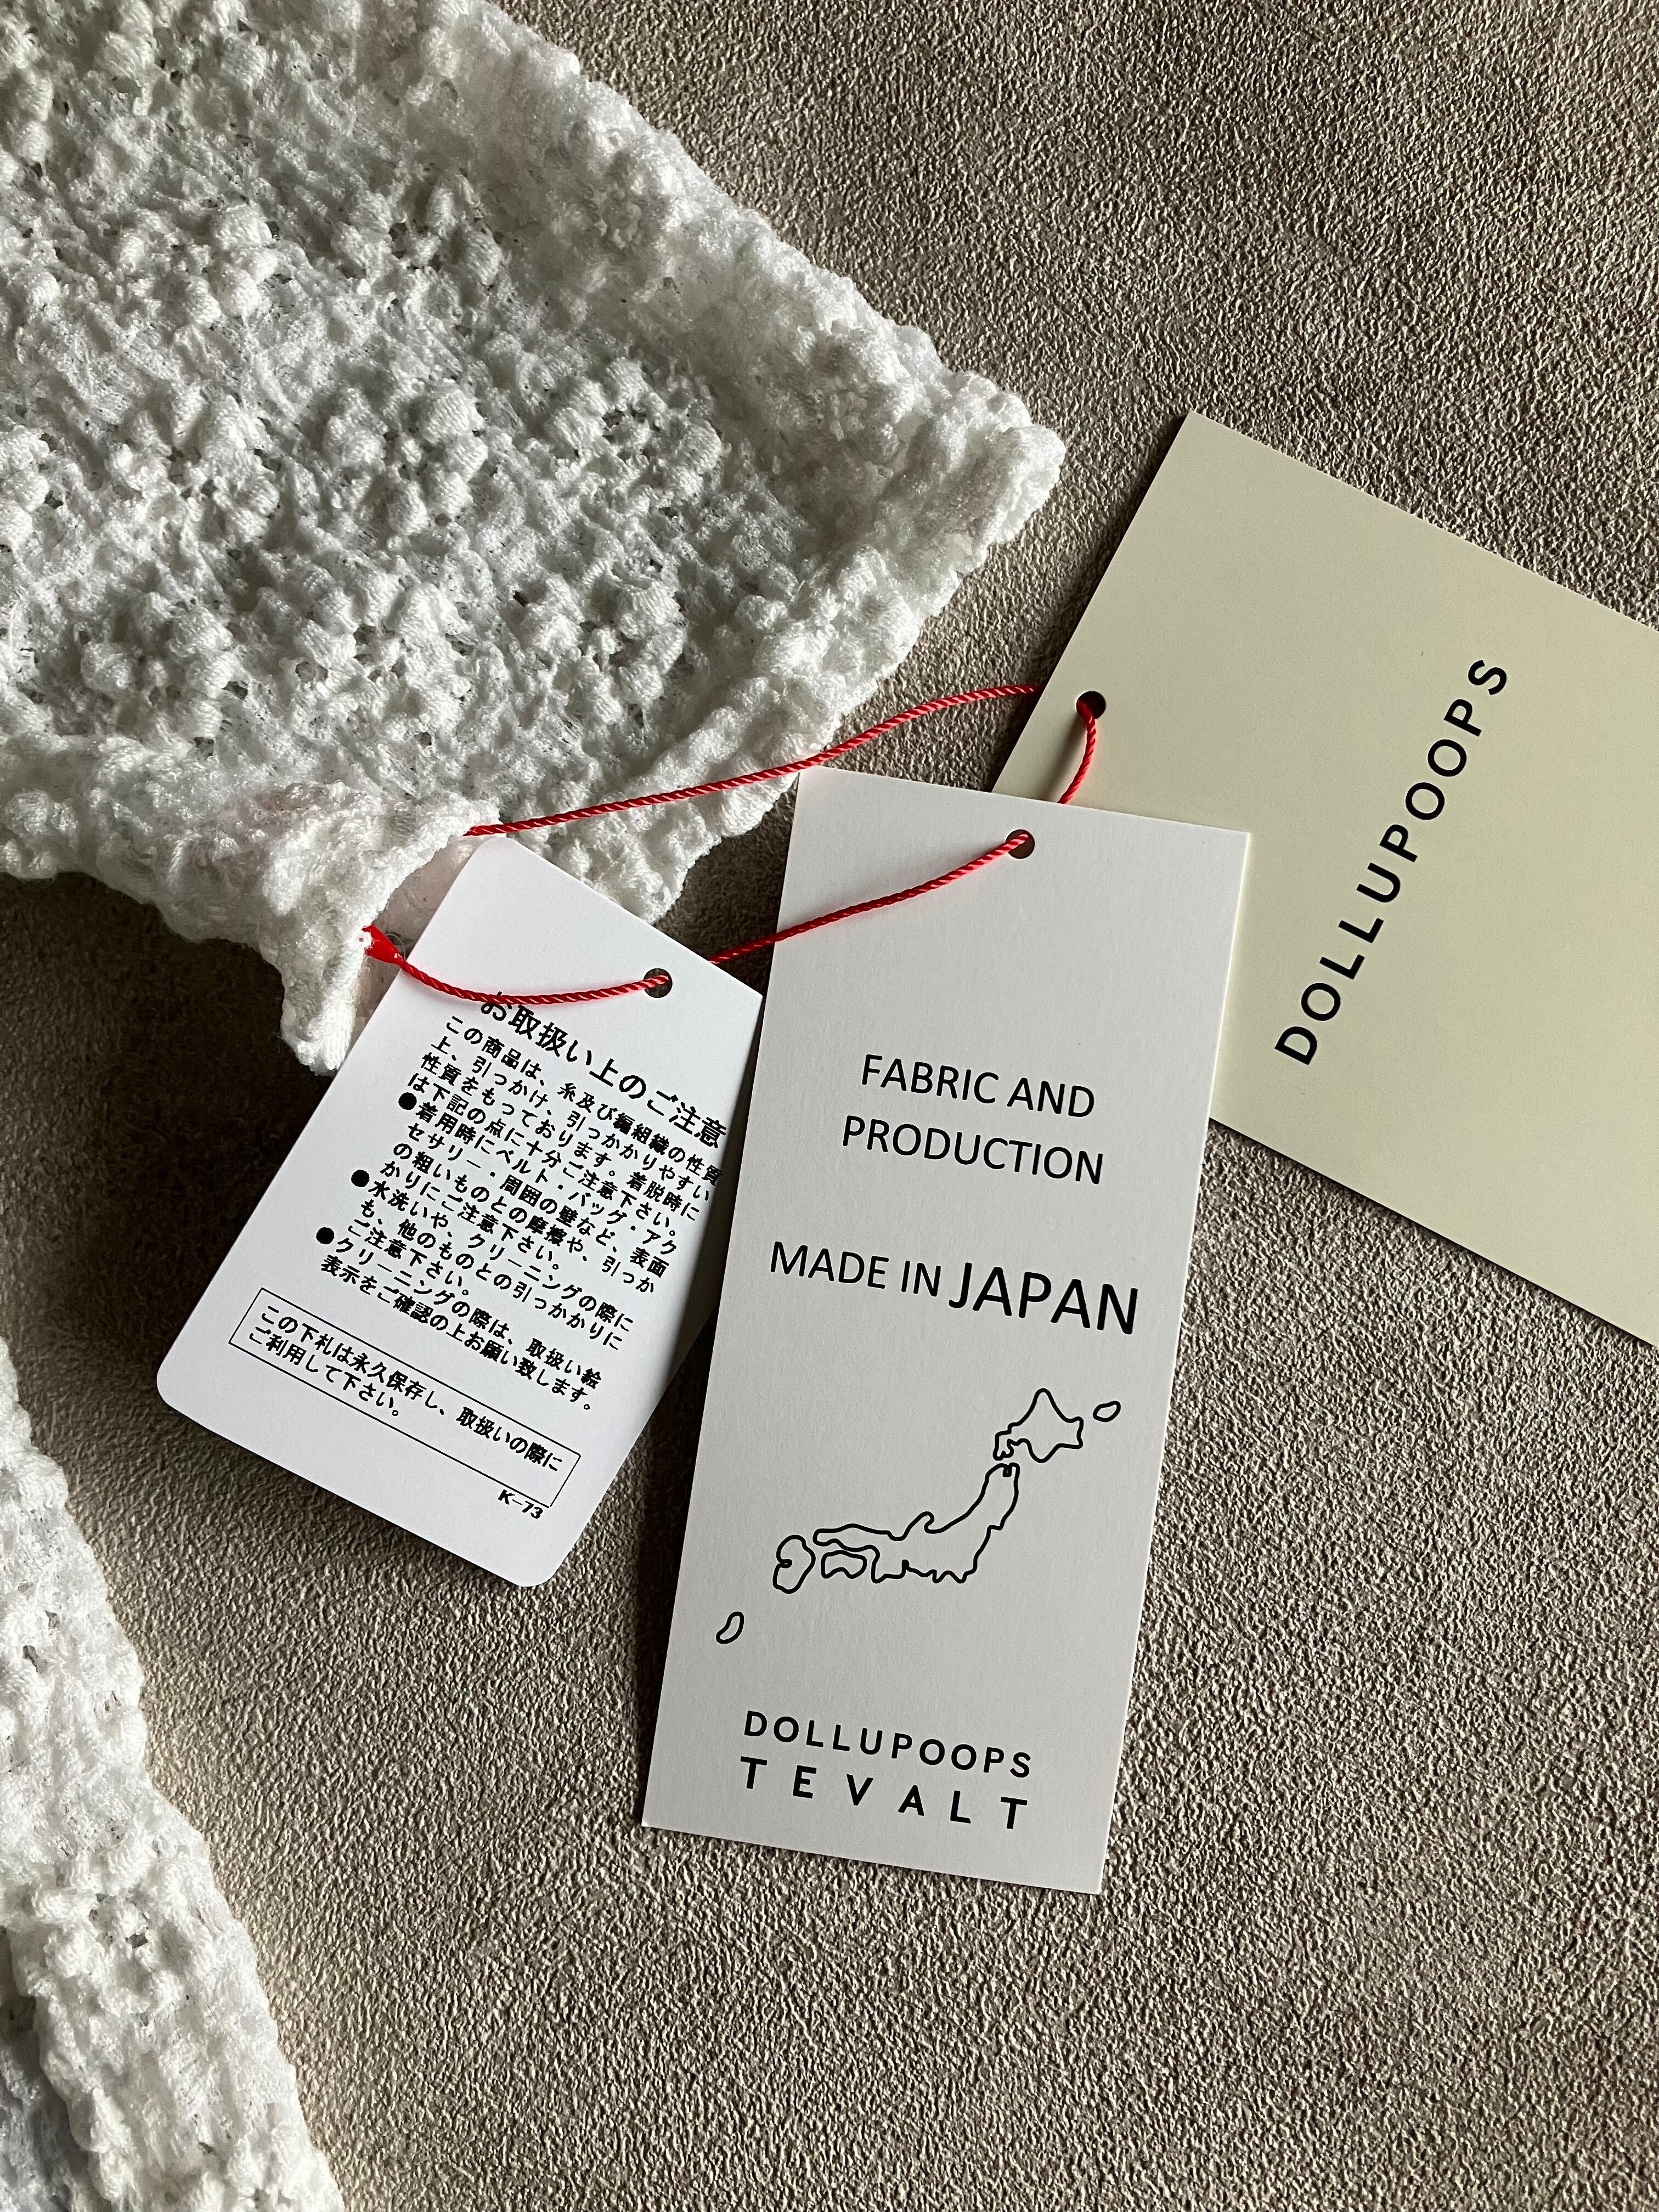 お取扱い上のご注意
この商品は、糸及び編組織の性質
上、引っかけ、引っかかりやすい
性質をもっております。着脱時に
は下記の点に十分ご注意下さい。
●着用時にベルト・バッグ・アク
セサリー・周囲の壁など、表面
の粗いものとの摩擦や、引っか
かりにご注意下さい。
●水洗いや、クリーニングの際に
も、他のものとの引っかかりに
ご注意下さい。
●クリーニングの際は、取扱い絵
表示をご確認の上お願い致します。
この下札は永久保存し、取扱いの際に
ご利用して下さい。
K-73
FABRIC AND
PRODUCTION
MADE IN JAPAN
DOLLUPOOPS
TEVALT
DOLLUPOOPS